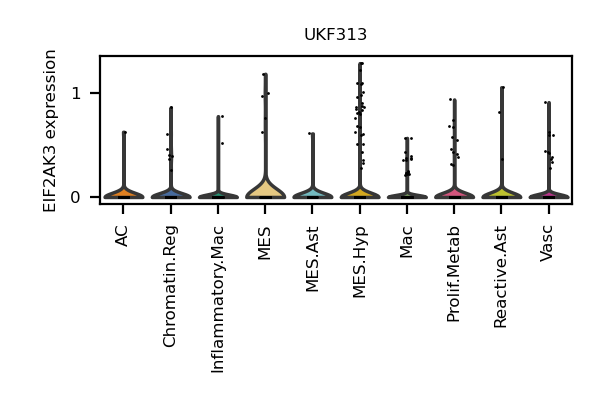 UKF313
EIF2AK3 expression
1
0
AC
Chromatin.Reg
Inflammatory.Mac
MES
MES.Ast
MES.Hyp
Mac
Prolif.Metab
Reactive.Ast
Vasc